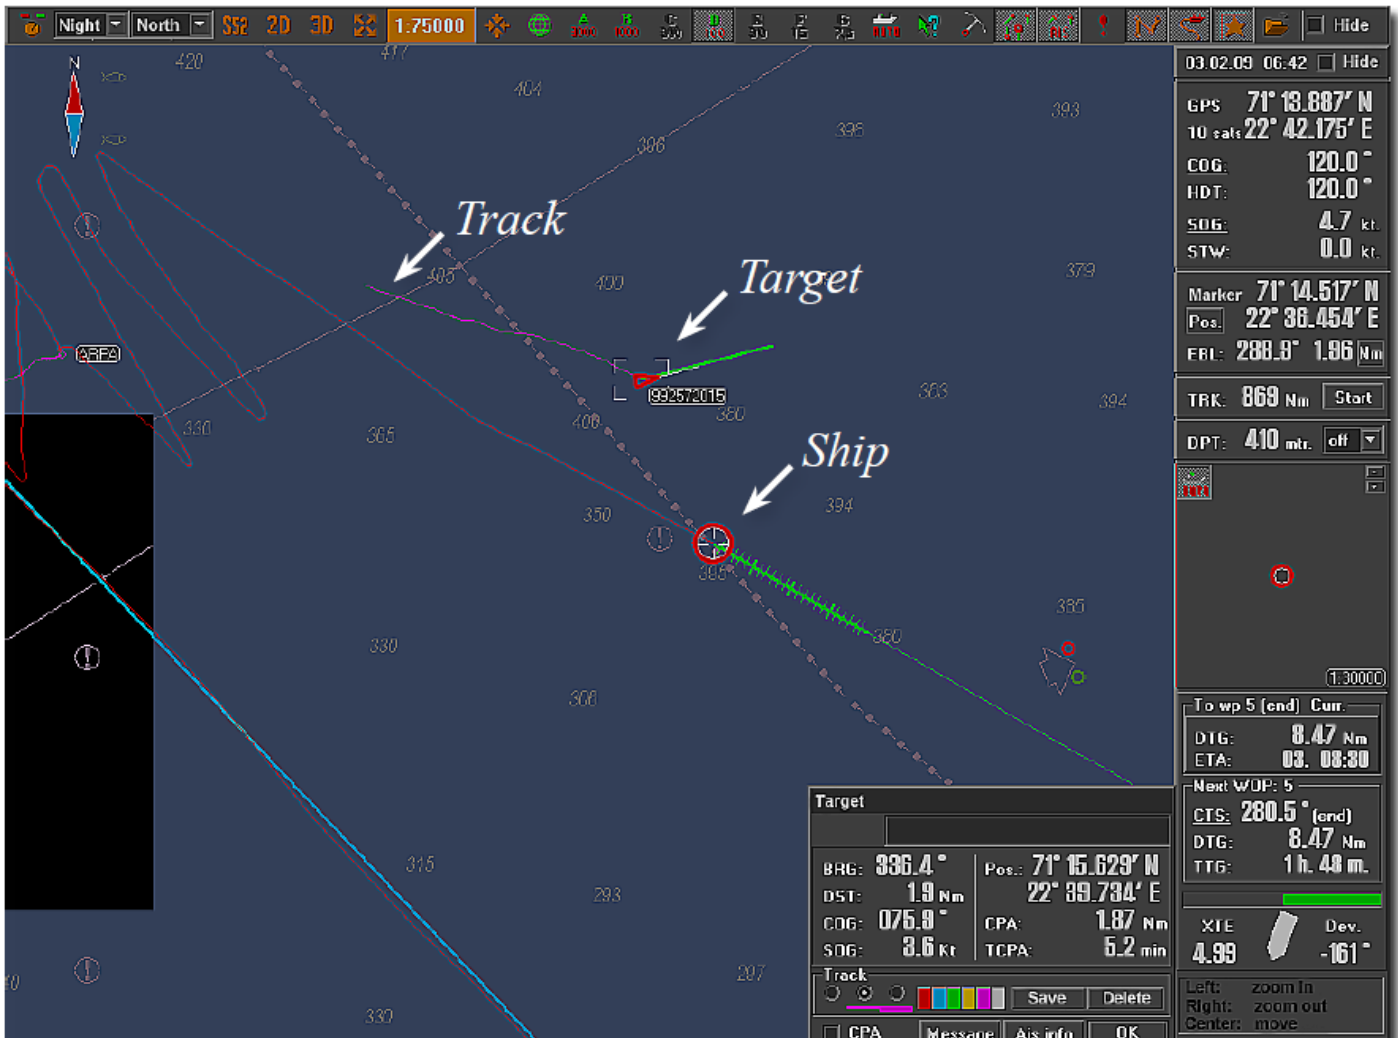 Night North S52 2D 3D 1:75000 Hide
03.02.09 06:42 Hide
GPS 71° 13.887' N
10 sats 22° 42.175' E
COG: 120.0°
HDT: 120.0°
SOG: 4.7 kt.
STW: 0.0 kt.
Marker 71° 14.517' N
Pos. 22° 36.454' E
EBL: 288.9° 1.96 Nm
TRK: 869 Nm Start
DPT: 410 mtr. off
1:30000
To wp 5 (end) Curr.
DTG: 8.47 Nm
ETA: 03. 08:30
Next WOP: 5
CTS: 280.5° (end)
DTG: 8.47 Nm
TTG: 1 h. 48 m.
XTE Dev.
4.99 -161°
Left: zoom in
Right: zoom out
Center: move
N
420
417
404
393
396
398
Track
405
400
Target
379
ARPA
992572015
380
383
394
400
330
365
Ship
350
394
395
385
380
330
306
315
293
297
330
Target
BRG: 336.4° Pos.: 71° 15.629' N
DST: 1.9 Nm 22° 39.734' E
COG: 075.9° CPA: 1.87 Nm
SOG: 3.6 Kt TCPA: 5.2 min
Track
Save Delete
CPA Message Ais info OK